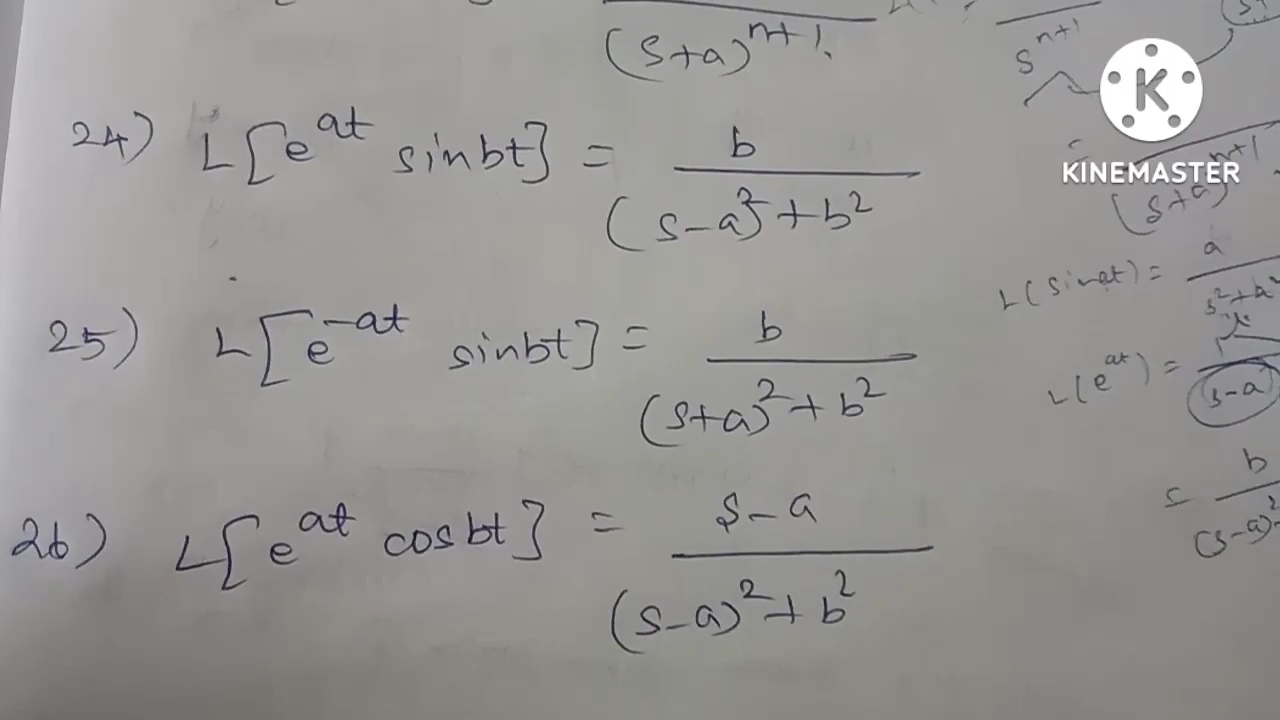 (s+a)^{n+1}
s^{n+1}
24) L[e^{at} sinbt] = b / ((s-a)^2 + b^2)
25) L[e^{-at} sinbt] = b / ((s+a)^2 + b^2)
26) L[e^{at} cosbt] = s-a / ((s-a)^2 + b^2)
K
KINEMASTER
(s+a)^{n+1}
L(sinat) = a / (s^2+a^2
L(e^{at}) = 1 / (s-a)
= b / (s-a)^2